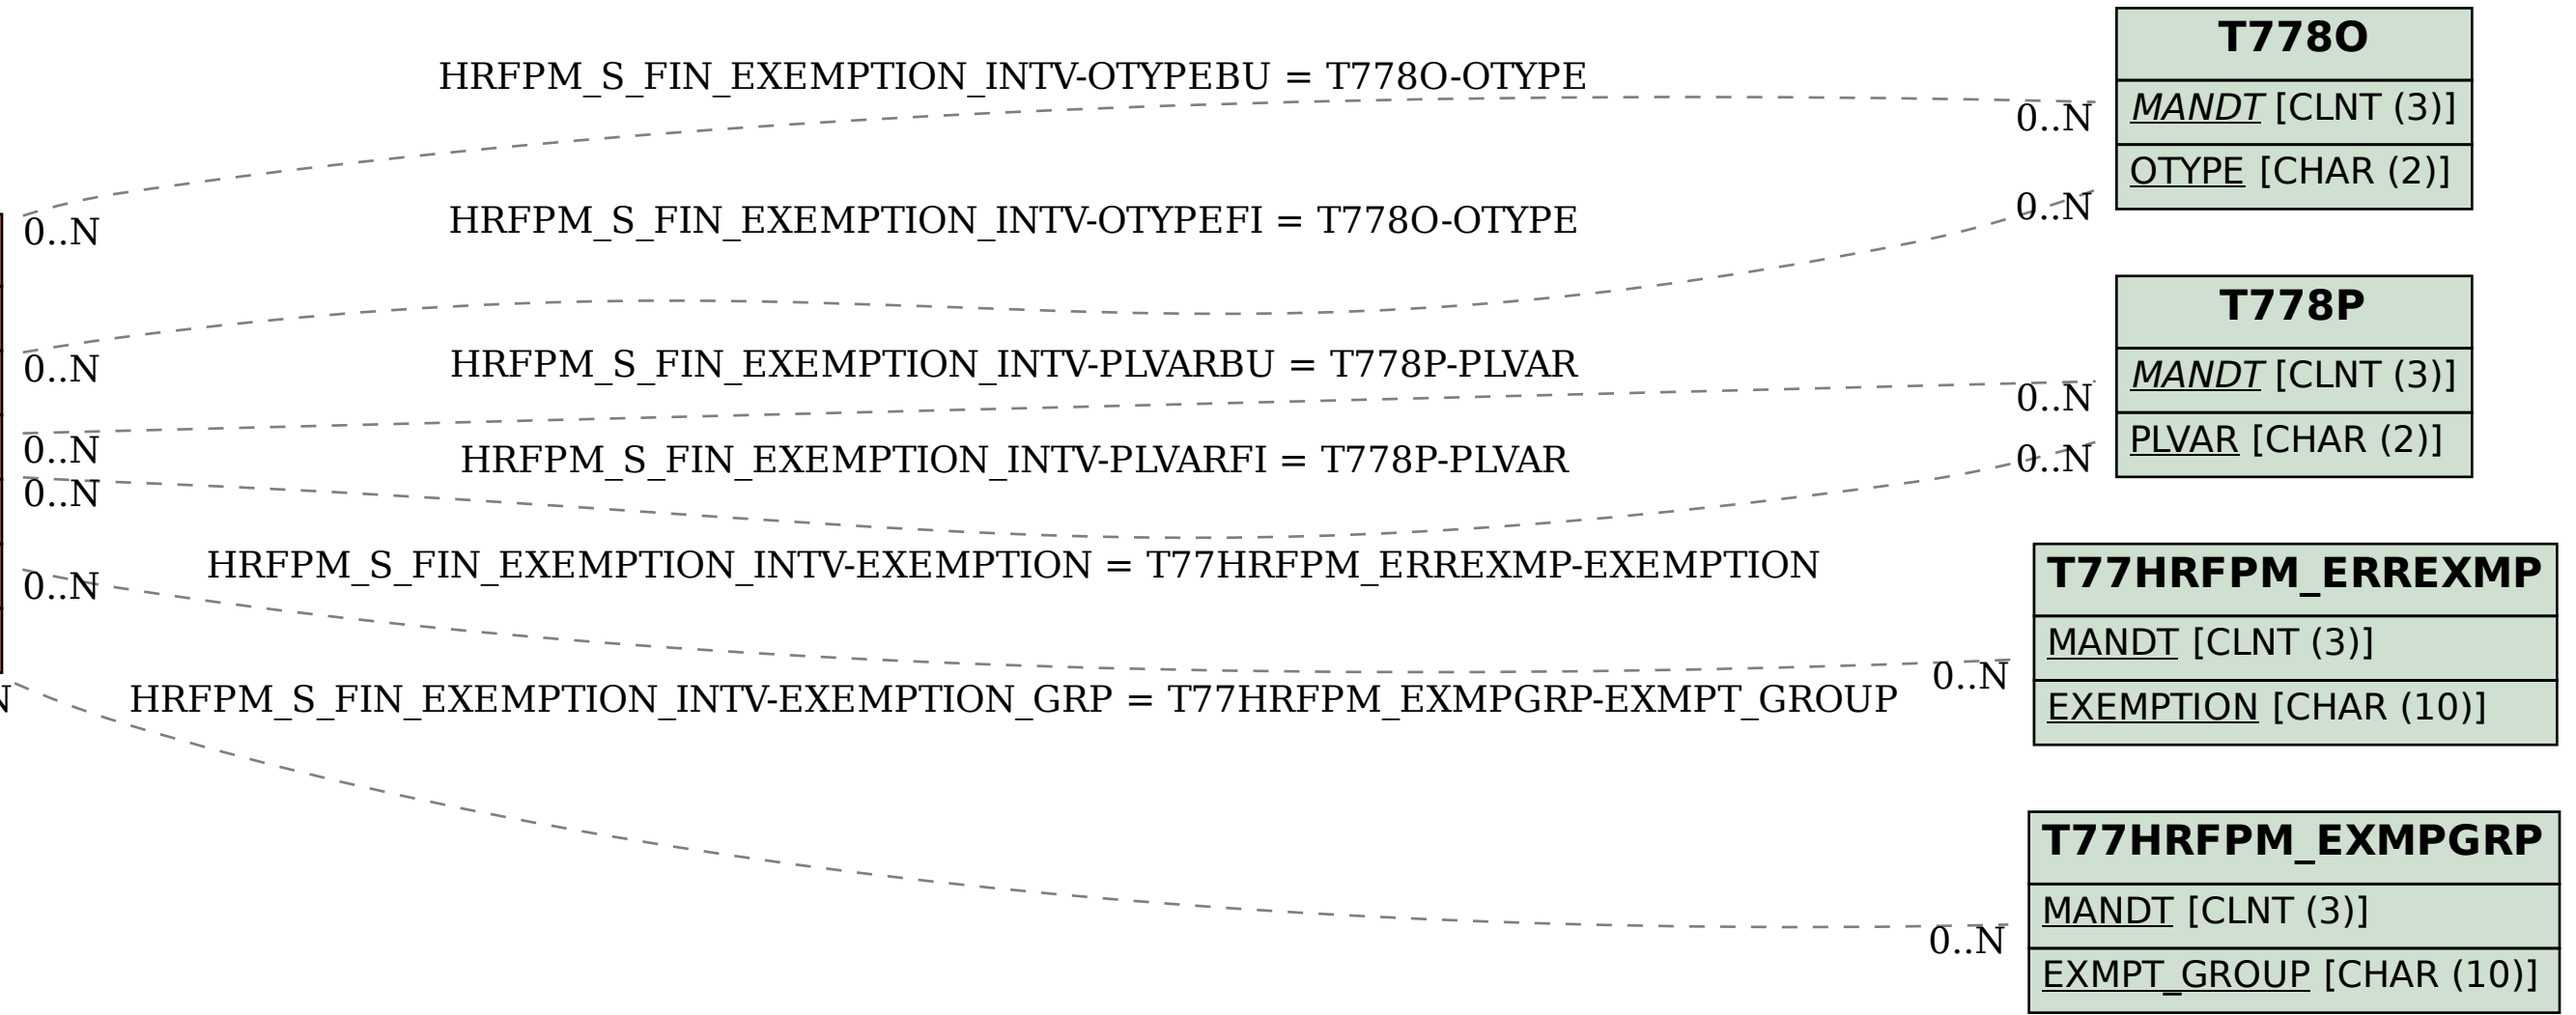 T778O
HRFPM_S_FIN_EXEMPTION_INTV-OTYPEBU = T778O-OTYPE
MANDT [CLNT (3)]
0..N
OTYPE [CHAR (2)]
0..N
HRFPM_S_FIN_EXEMPTION_INTV-OTYPEFI = T778O-OTYPE
0..N
T778P
HRFPM_S_FIN_EXEMPTION_INTV-PLVARBU = T778P-PLVAR
0..N
MANDT [CLNT (3)]
0..N
0..N
PLVAR [CHAR (2)]
HRFPM_S_FIN_EXEMPTION_INTV-PLVARFI = T778P-PLVAR
0..N
0..N
HRFPM_S_FIN_EXEMPTION_INTV-EXEMPTION = T77HRFPM_ERREXMP-EXEMPTION
0..N
T77HRFPM_ERREXMP
MANDT [CLNT (3)]
0..N
EXEMPTION [CHAR (10)]
HRFPM_S_FIN_EXEMPTION_INTV-EXEMPTION_GRP = T77HRFPM_EXMPGRP-EXMPT_GROUP
T77HRFPM_EXMPGRP
MANDT [CLNT (3)]
0..N
EXMPT_GROUP [CHAR (10)]